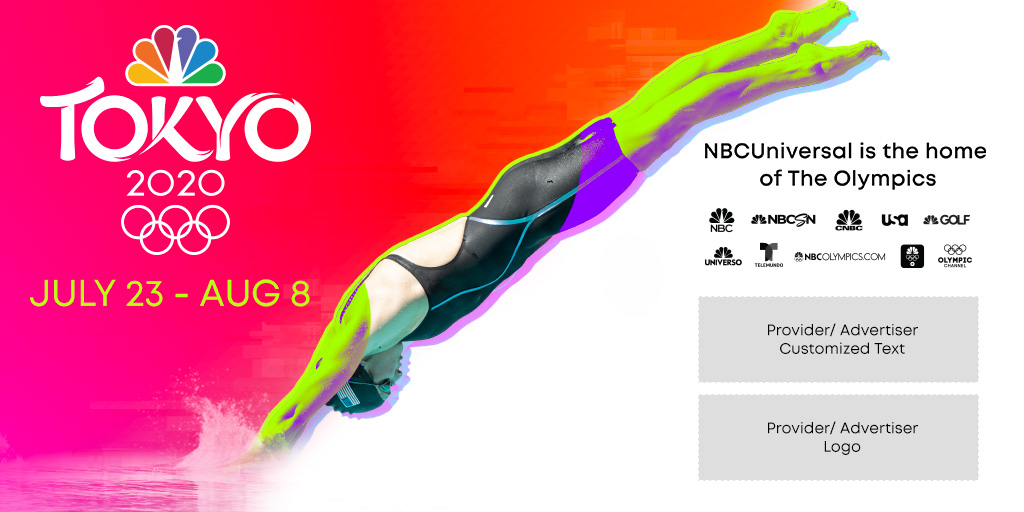 TOKYO
2020
JULY 23 - AUG 8
NBCUniversal is the home
of The Olympics
NBC
NBCSN
CNBC
usa
GOLF
UNIVERSO
TELEMUNDO
NBCOLYMPICS.COM
OLYMPIC
CHANNEL
Provider/ Advertiser
Customized Text
Provider/ Advertiser
Logo